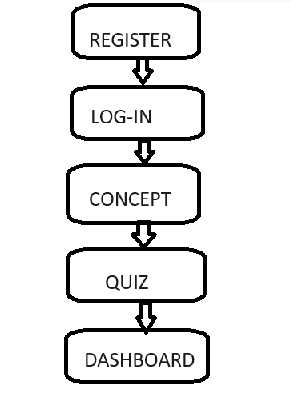 REGISTER
LOG-IN
CONCEPT
QUIZ
DASHBOARD